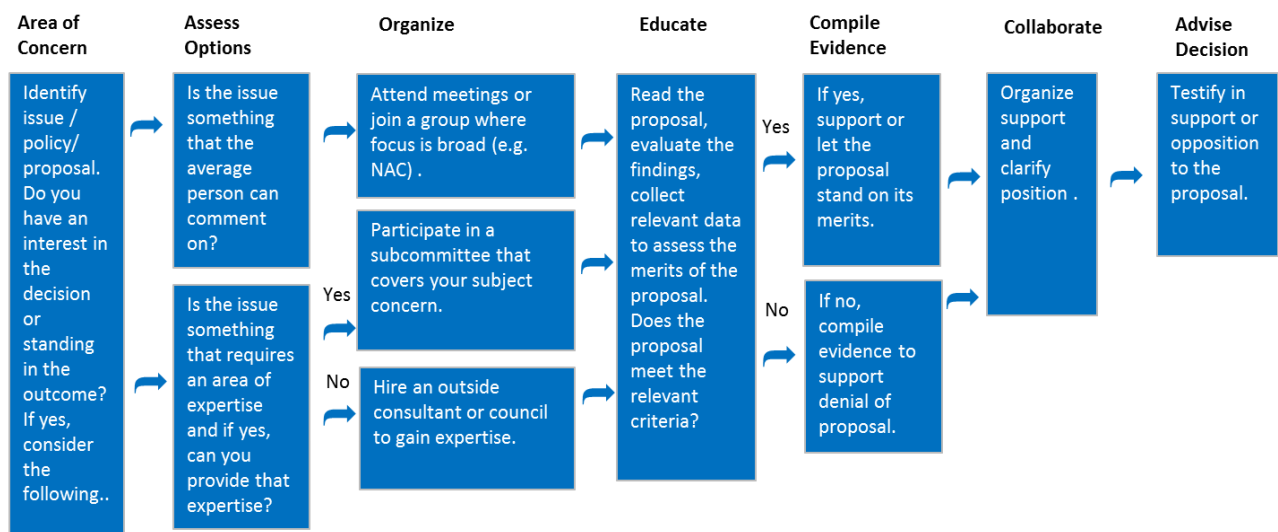 Area of
Concern
Assess
Options
Organize
Educate
Compile
Evidence
Collaborate
Advise
Decision
Identify
issue /
policy/
proposal.
Do you
have an
interest in
the
decision
or
standing
in the
outcome?
If yes,
consider
the
following..
Is the issue
something
that the
average
person can
comment
on?
Is the issue
something
that requires
an area of
expertise
and if yes,
can you
provide that
expertise?
Yes
No
Attend meetings or
join a group where
focus is broad (e.g.
NAC) .
Participate in a
subcommittee that
covers your subject
concern.
Hire an outside
consultant or council
to gain expertise.
Read the
proposal,
evaluate the
findings,
collect
relevant data
to assess the
merits of the
proposal.
Does the
proposal
meet the
relevant
criteria?
Yes
No
If yes,
support or
let the
proposal
stand on its
merits.
If no,
compile
evidence to
support
denial of
proposal.
Organize
support
and
clarify
position .
Testify in
support or
opposition
to the
proposal.